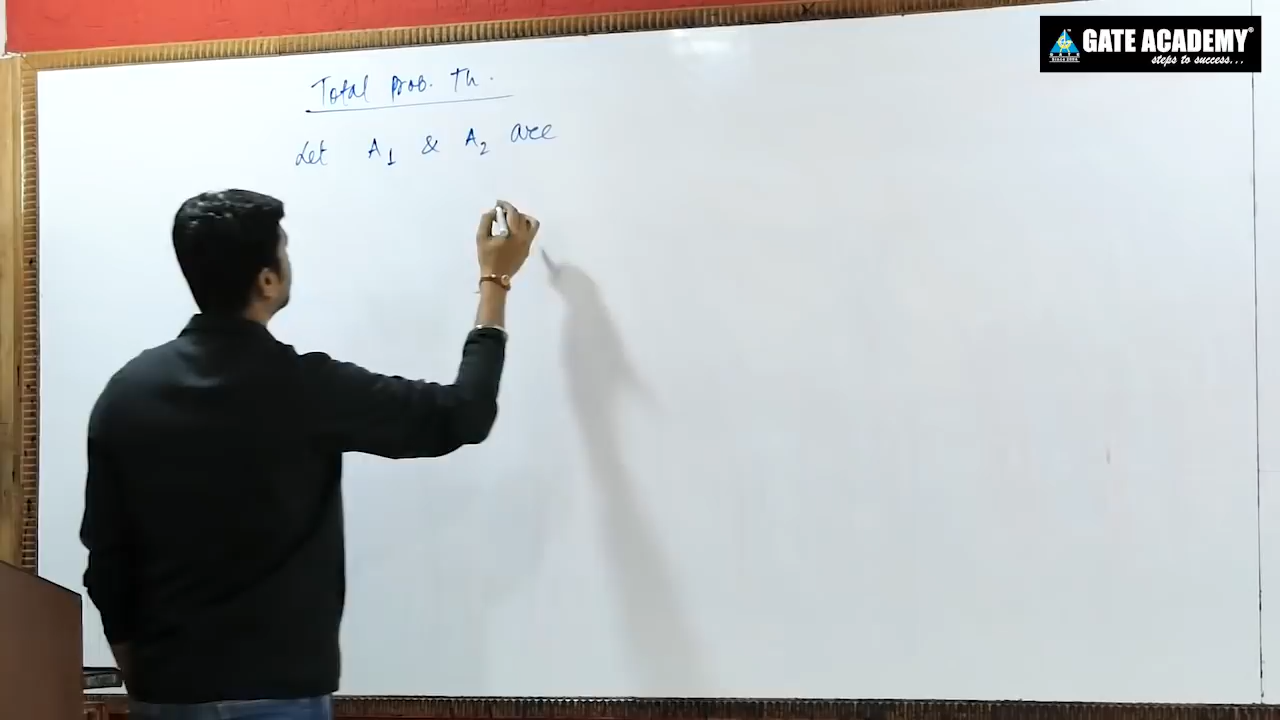 GATE ACADEMY®
steps to success...
Total Prob. Th.
Let A1 & A2 are